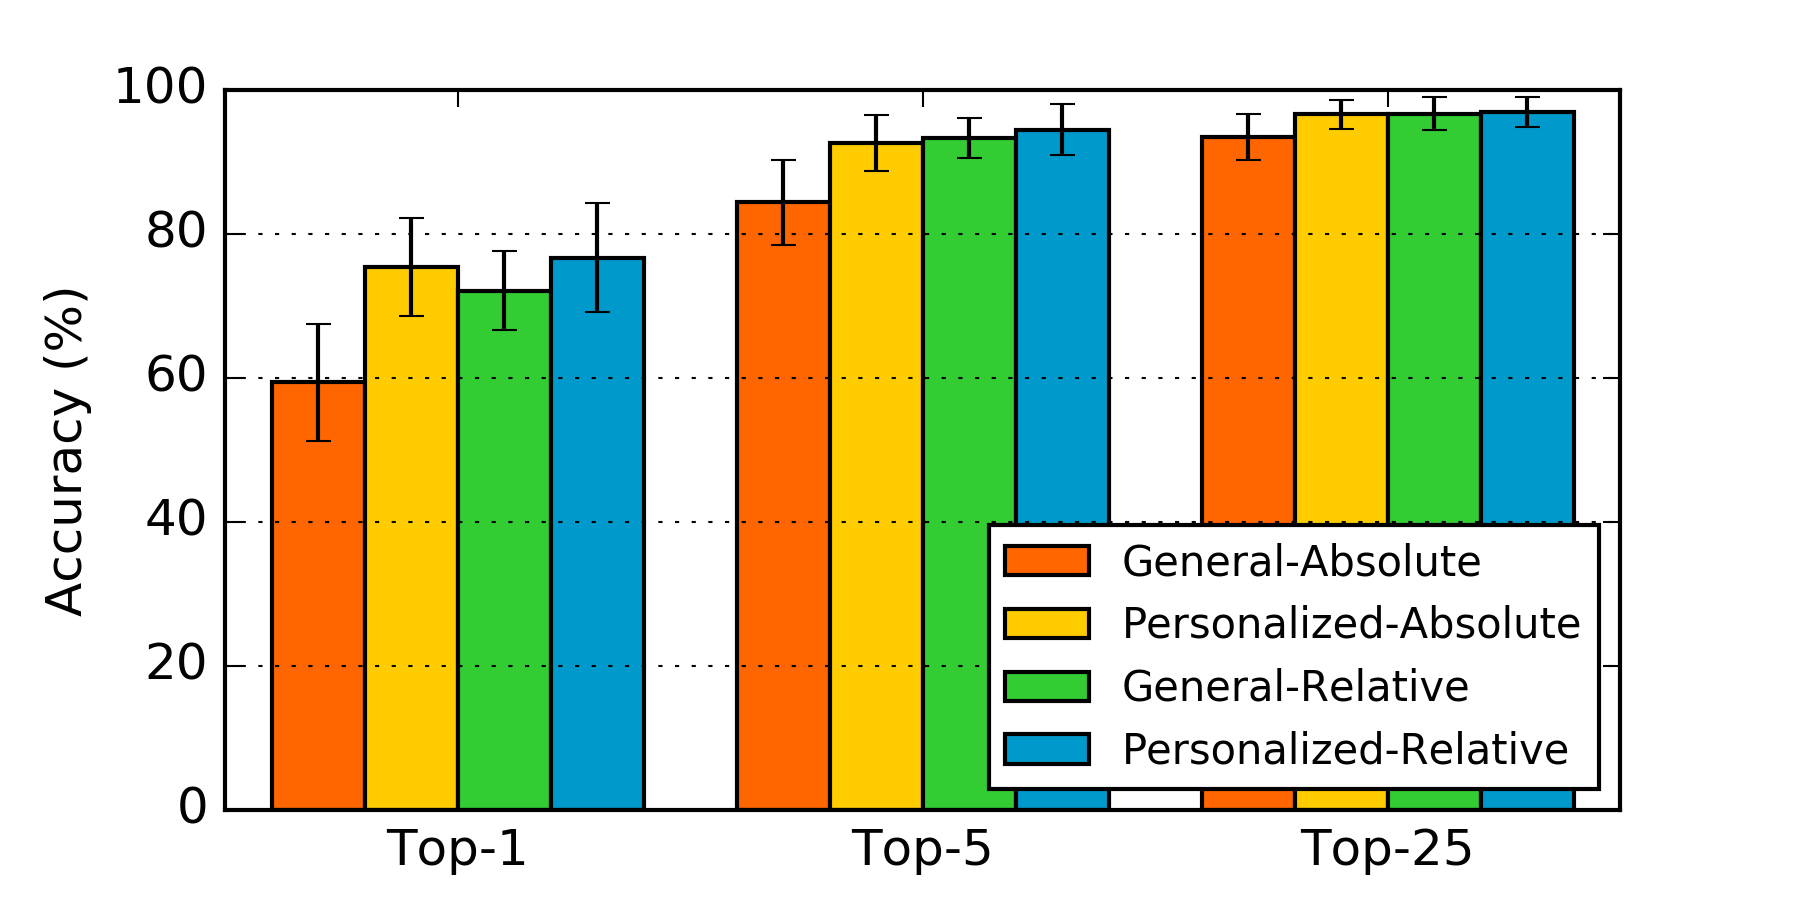 100
80
60
40
20
0
Accuracy (%)
General-Absolute
Personalized-Absolute
General-Relative
Personalized-Relative
Top-1
Top-5
Top-25